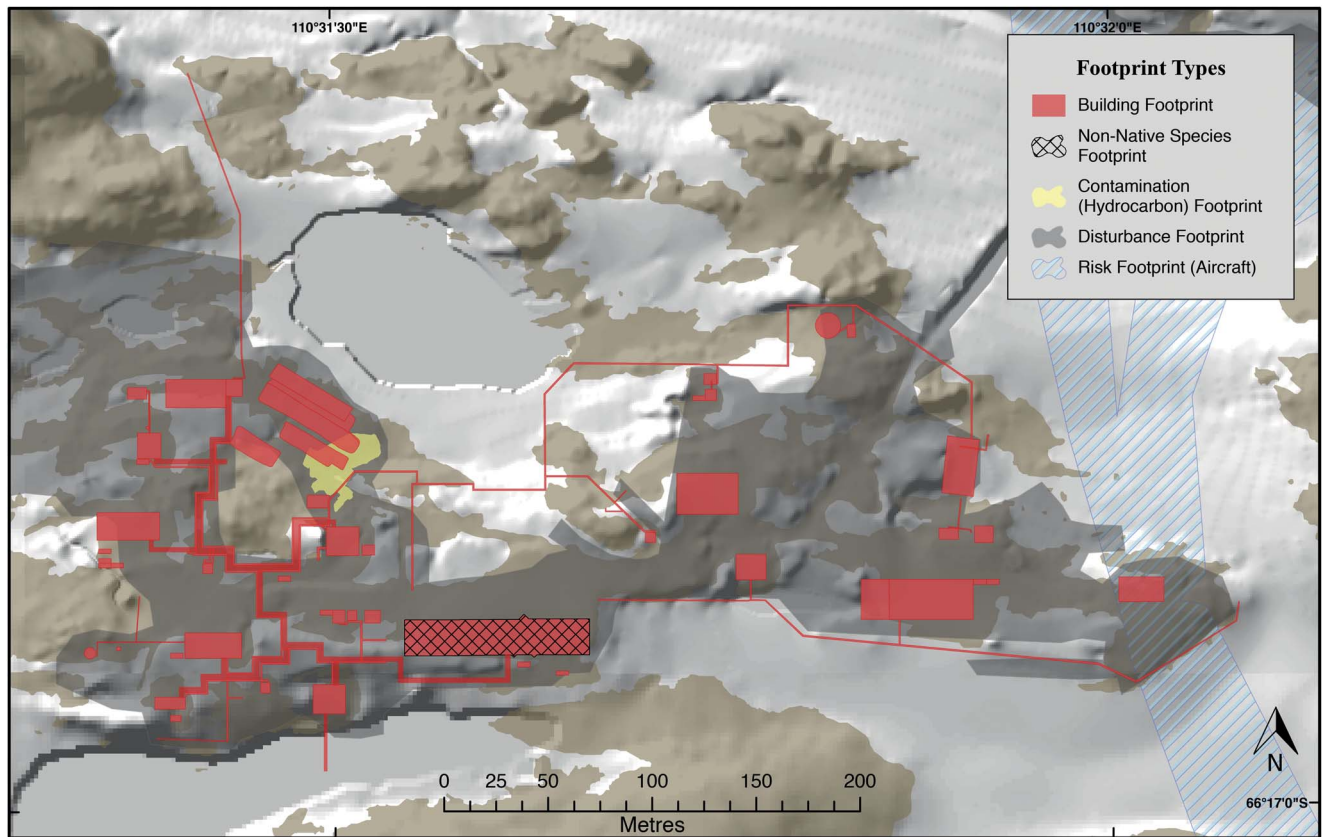 110°31'30"E
110°32'0"E
Footprint Types
Building Footprint
Non-Native Species
Footprint
Contamination
(Hydrocarbon) Footprint
Disturbance Footprint
Risk Footprint (Aircraft)
N
0 25 50 100 150 200
Metres
66°17'0"S